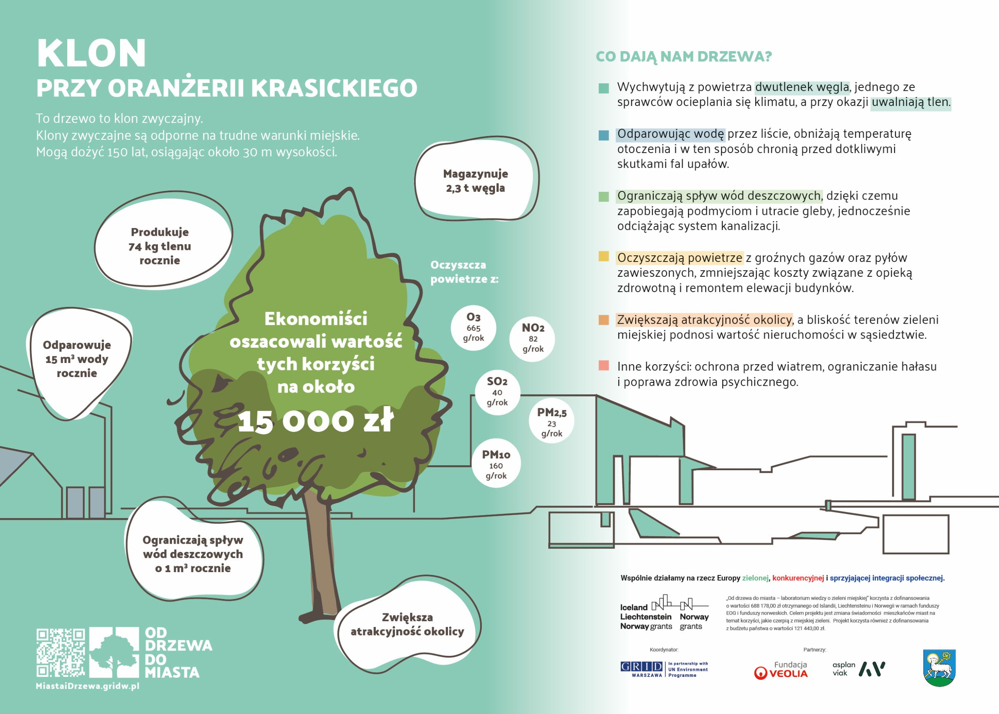 KLON
PRZY ORANŻERII KRASICKIEGO
To drzewo to klon zwyczajny.
Klony zwyczajne są odporne na trudne warunki miejskie.
Mogą dożyć 150 lat, osiągając około 30 m wysokości.
Magazynuje
2,3 t węgla
Produkuje
74 kg tlenu
rocznie
Odparowuje
15 m³ wody
rocznie
Ekonomiści
oszacowali wartość
tych korzyści
na około
15 000 zł
Oczyszcza
powietrze z:
O3
665
g/rok
NO2
82
g/rok
SO2
40
g/rok
PM2,5
23
g/rok
PM10
160
g/rok
Ograniczają spływ
wód deszczowych
o 1 m³ rocznie
Zwiększa
atrakcyjność okolicy
OD
DRZEWA
DO
MIASTA
MiastaiDrzewa.gridw.pl
CO DAJĄ NAM DRZEWA?
Wychwytują z powietrza dwutlenek węgla, jednego ze
sprawców ocieplania się klimatu, a przy okazji uwalniają tlen.
Odparowując wodę przez liście, obniżają temperaturę
otoczenia i w ten sposób chronią przed dotkliwymi
skutkami fal upałów.
Ograniczają spływ wód deszczowych, dzięki czemu
zapobiegają podmyciom i utracie gleby, jednocześnie
odciążając system kanalizacji.
Oczyszczają powietrze z groźnych gazów oraz pyłów
zawieszonych, zmniejszając koszty związane z opieką
zdrowotną i remontem elewacji budynków.
Zwiększają atrakcyjność okolicy, a bliskość terenów zieleni
miejskiej podnosi wartość nieruchomości w sąsiedztwie.
Inne korzyści: ochrona przed wiatrem, ograniczanie hałasu
i poprawa zdrowia psychicznego.
Wspólnie działamy na rzecz Europy zielonej, konkurencyjnej i sprzyjającej integracji społecznej.
Iceland
Liechtenstein
Norway grants
Norway
grants
„Od drzewa do miasta – laboratorium wiedzy o zieleni miejskiej” korzysta z dofinansowania
o wartości 688 178,00 zł otrzymanego od Islandii, Liechtensteinu i Norwegii w ramach funduszy
EOG i funduszy norweskich. Celem projektu jest zmiana świadomości mieszkańców miast na
temat korzyści, jakie czerpią z miejskiej zieleni. Projekt korzysta również z dofinansowania
z budżetu państwa o wartości 121 443,00 zł.
Koordynator:
GRID
WARSZAWA
In partnership with
UN Environment
Programme
Partnerzy:
Fundacja
VEOLIA
asplan
viak